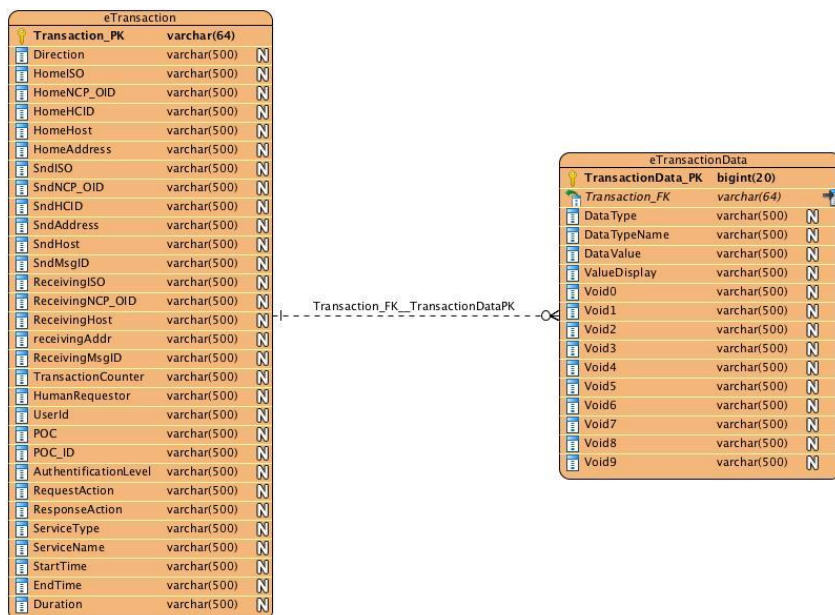 eTransaction
Transaction_PK varchar(64)
Direction varchar(500) N
HomeISO varchar(500) N
HomeNCP_OID varchar(500) N
HomeHCID varchar(500) N
HomeHost varchar(500) N
HomeAddress varchar(500) N
SndISO varchar(500) N
SndNCP_OID varchar(500) N
SndHCID varchar(500) N
SndAddress varchar(500) N
SndHost varchar(500) N
SndMsgID varchar(500) N
ReceivingISO varchar(500) N
ReceivingNCP_OID varchar(500) N
ReceivingHost varchar(500) N
receivingAddr varchar(500) N
ReceivingMsgID varchar(500) N
TransactionCounter varchar(500) N
HumanRequestor varchar(500) N
UserId varchar(500) N
POC varchar(500) N
POC_ID varchar(500) N
AuthentificationLevel varchar(500) N
RequestAction varchar(500) N
ResponseAction varchar(500) N
ServiceType varchar(500) N
ServiceName varchar(500) N
StartTime varchar(500) N
EndTime varchar(500) N
Duration varchar(500) N
Transaction_FK__TransactionDataPK
eTransactionData
TransactionData_PK bigint(20)
Transaction_FK varchar(64)
DataType varchar(500) N
DataTypeName varchar(500) N
DataValue varchar(500) N
ValueDisplay varchar(500) N
Void0 varchar(500) N
Void1 varchar(500) N
Void2 varchar(500) N
Void3 varchar(500) N
Void4 varchar(500) N
Void5 varchar(500) N
Void6 varchar(500) N
Void7 varchar(500) N
Void8 varchar(500) N
Void9 varchar(500) N